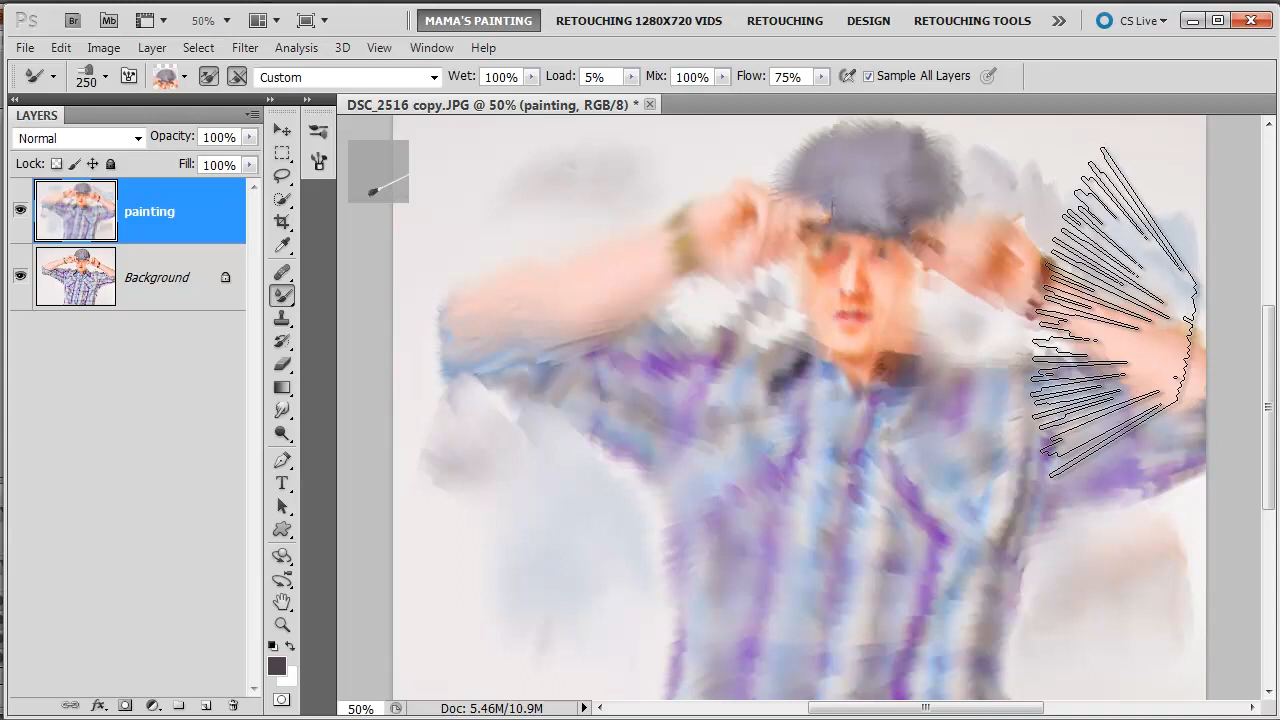 Ps Br Mb 50% MAMA'S PAINTING RETOUCHING 1280X720 VIDS RETOUCHING DESIGN RETOUCHING TOOLS CS Live
File Edit Image Layer Select Filter Analysis 3D View Window Help
250 Custom Wet: 100% Load: 5% Mix: 100% Flow: 75% Sample All Layers
LAYERS
DSC_2516 copy.JPG @ 50% (painting, RGB/8) *
Normal Opacity: 100%
Lock: Fill: 100%
painting
Background
50% Doc: 5.46M/10.9M